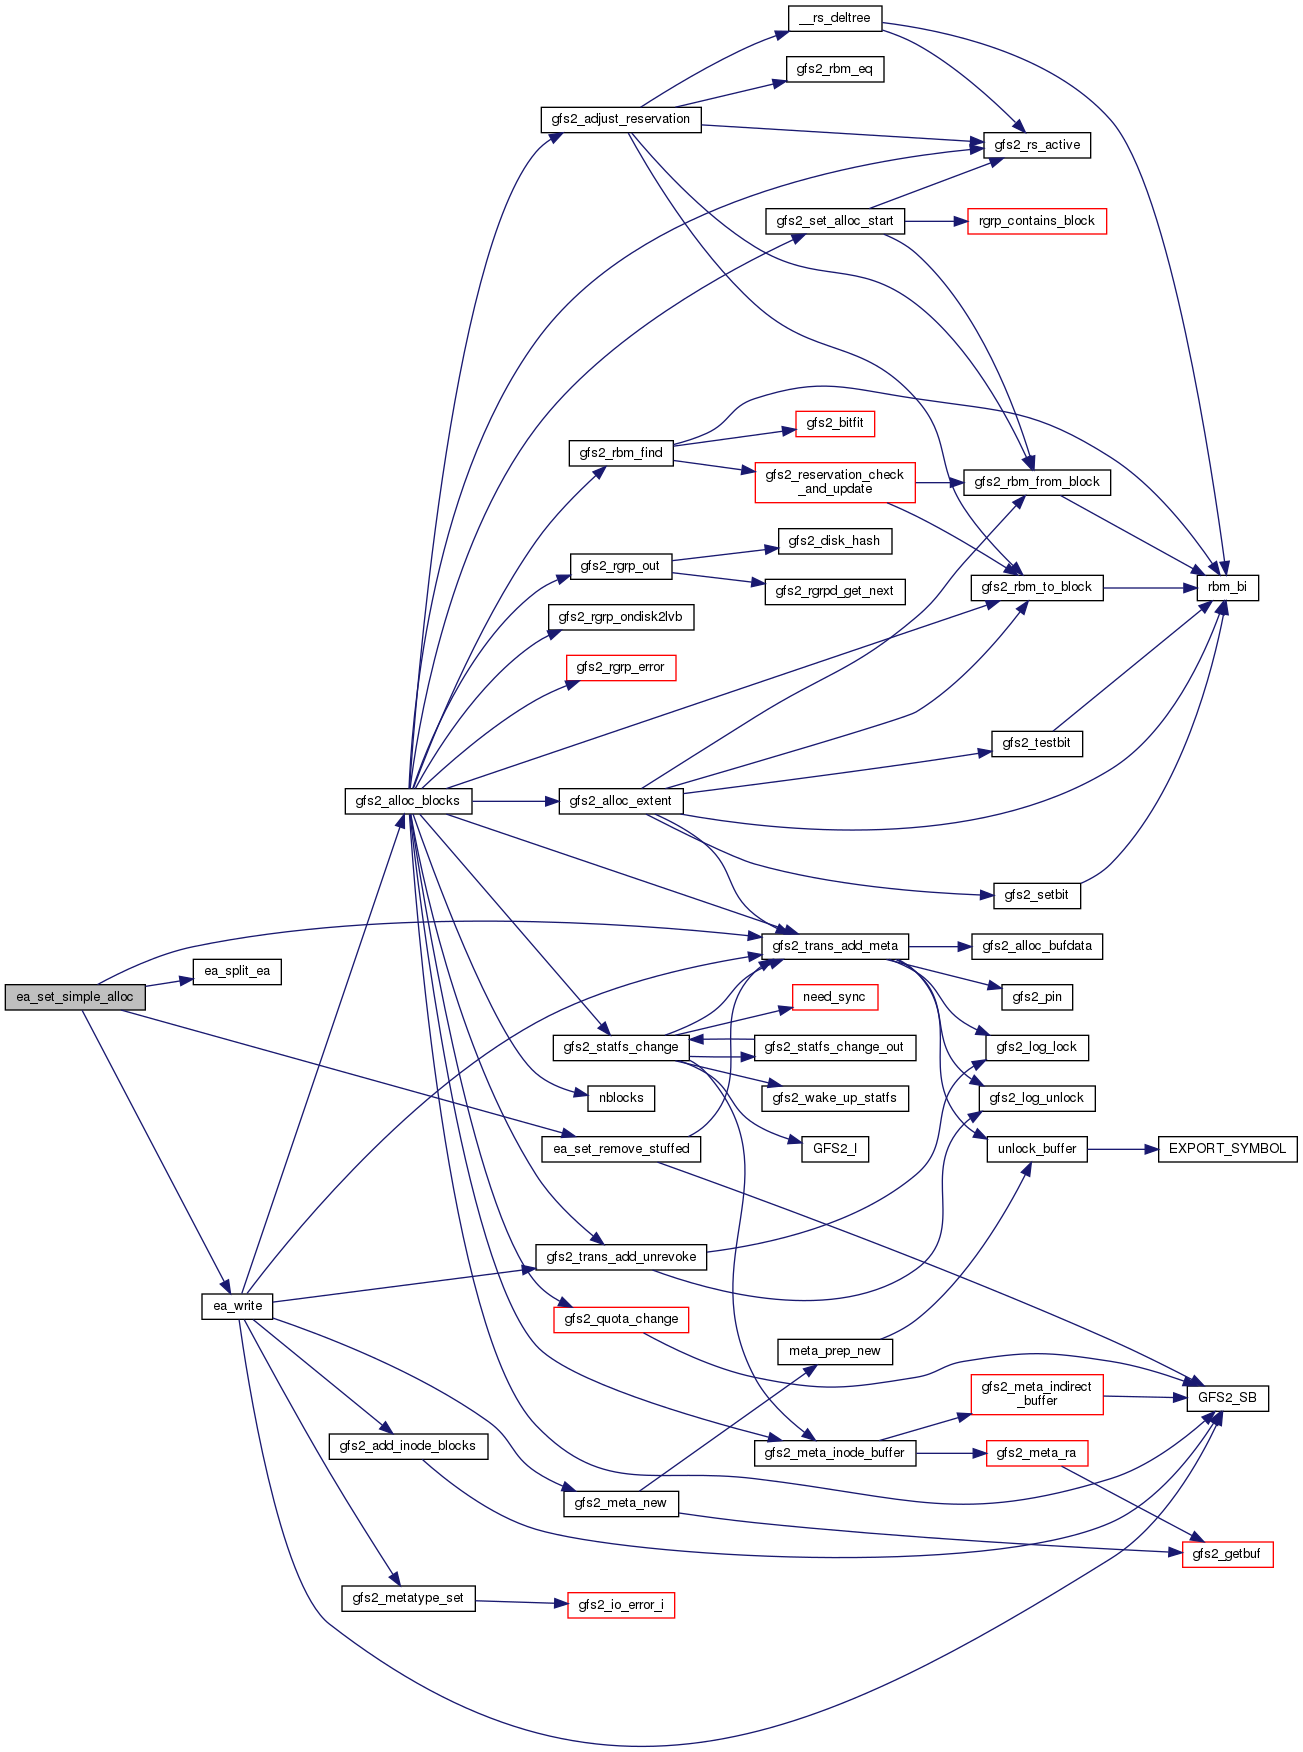 __rs_deltree
gfs2_rbm_eq
gfs2_adjust_reservation
gfs2_rs_active
gfs2_set_alloc_start
rgrp_contains_block
gfs2_bitfit
gfs2_rbm_find
gfs2_reservation_check
_and_update
gfs2_rbm_from_block
gfs2_disk_hash
gfs2_rgrp_out
gfs2_rgrpd_get_next
gfs2_rbm_to_block
rbm_bi
gfs2_rgrp_ondisk2lvb
gfs2_rgrp_error
gfs2_testbit
gfs2_alloc_blocks
gfs2_alloc_extent
gfs2_setbit
gfs2_trans_add_meta
gfs2_alloc_bufdata
ea_split_ea
ea_set_simple_alloc
need_sync
gfs2_pin
gfs2_statfs_change
gfs2_statfs_change_out
gfs2_log_lock
nblocks
gfs2_wake_up_statfs
gfs2_log_unlock
ea_set_remove_stuffed
GFS2_I
unlock_buffer
EXPORT_SYMBOL
gfs2_trans_add_unrevoke
ea_write
gfs2_quota_change
meta_prep_new
gfs2_meta_indirect
_buffer
GFS2_SB
gfs2_add_inode_blocks
gfs2_meta_inode_buffer
gfs2_meta_ra
gfs2_meta_new
gfs2_getbuf
gfs2_metatype_set
gfs2_io_error_i